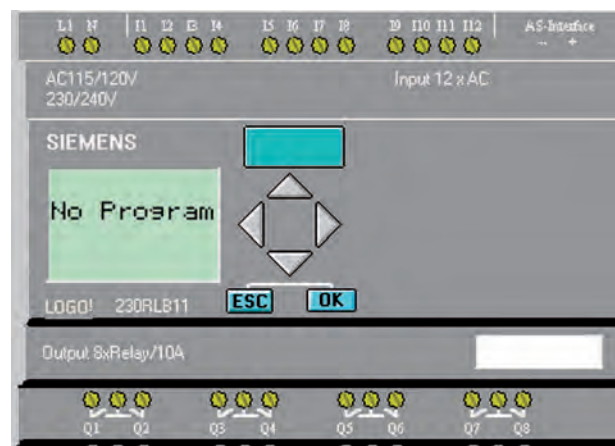 L1 N I1 I2 I3 I4 I5 I6 I7 I8 I9 I10 I11 I12 AS-Interface
- +
AC115/120V Input 12 x AC
230/240V
SIEMENS
No Program
ESC OK
LOGO! 230RLB11
Output 8xRelay/10A
Q1 Q2 Q3 Q4 Q5 Q6 Q7 Q8